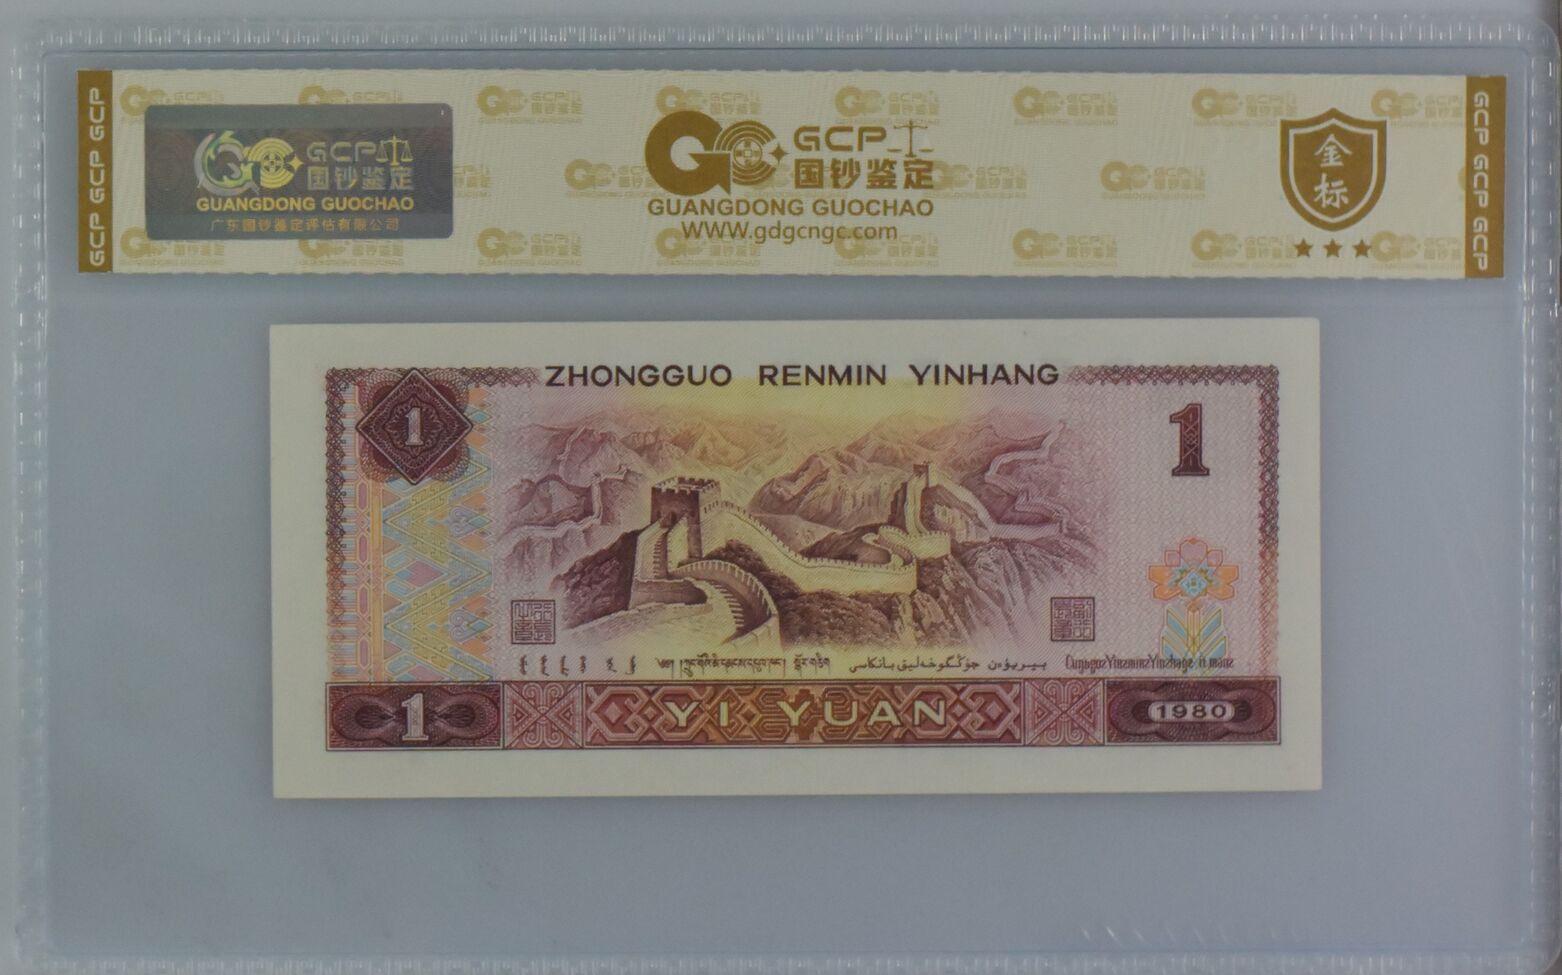 GCP GCP GCP
GCP
国钞鉴定
GUANGDONG GUOCHAO
广东国钞鉴定评估有限公司
GCP
国钞鉴定
GUANGDONG GUOCHAO
WWW.gdgcngc.com
金
标
GCP GCP GCP
ZHONGGUO RENMIN YINHANG
1
1
1
YI YUAN
1980